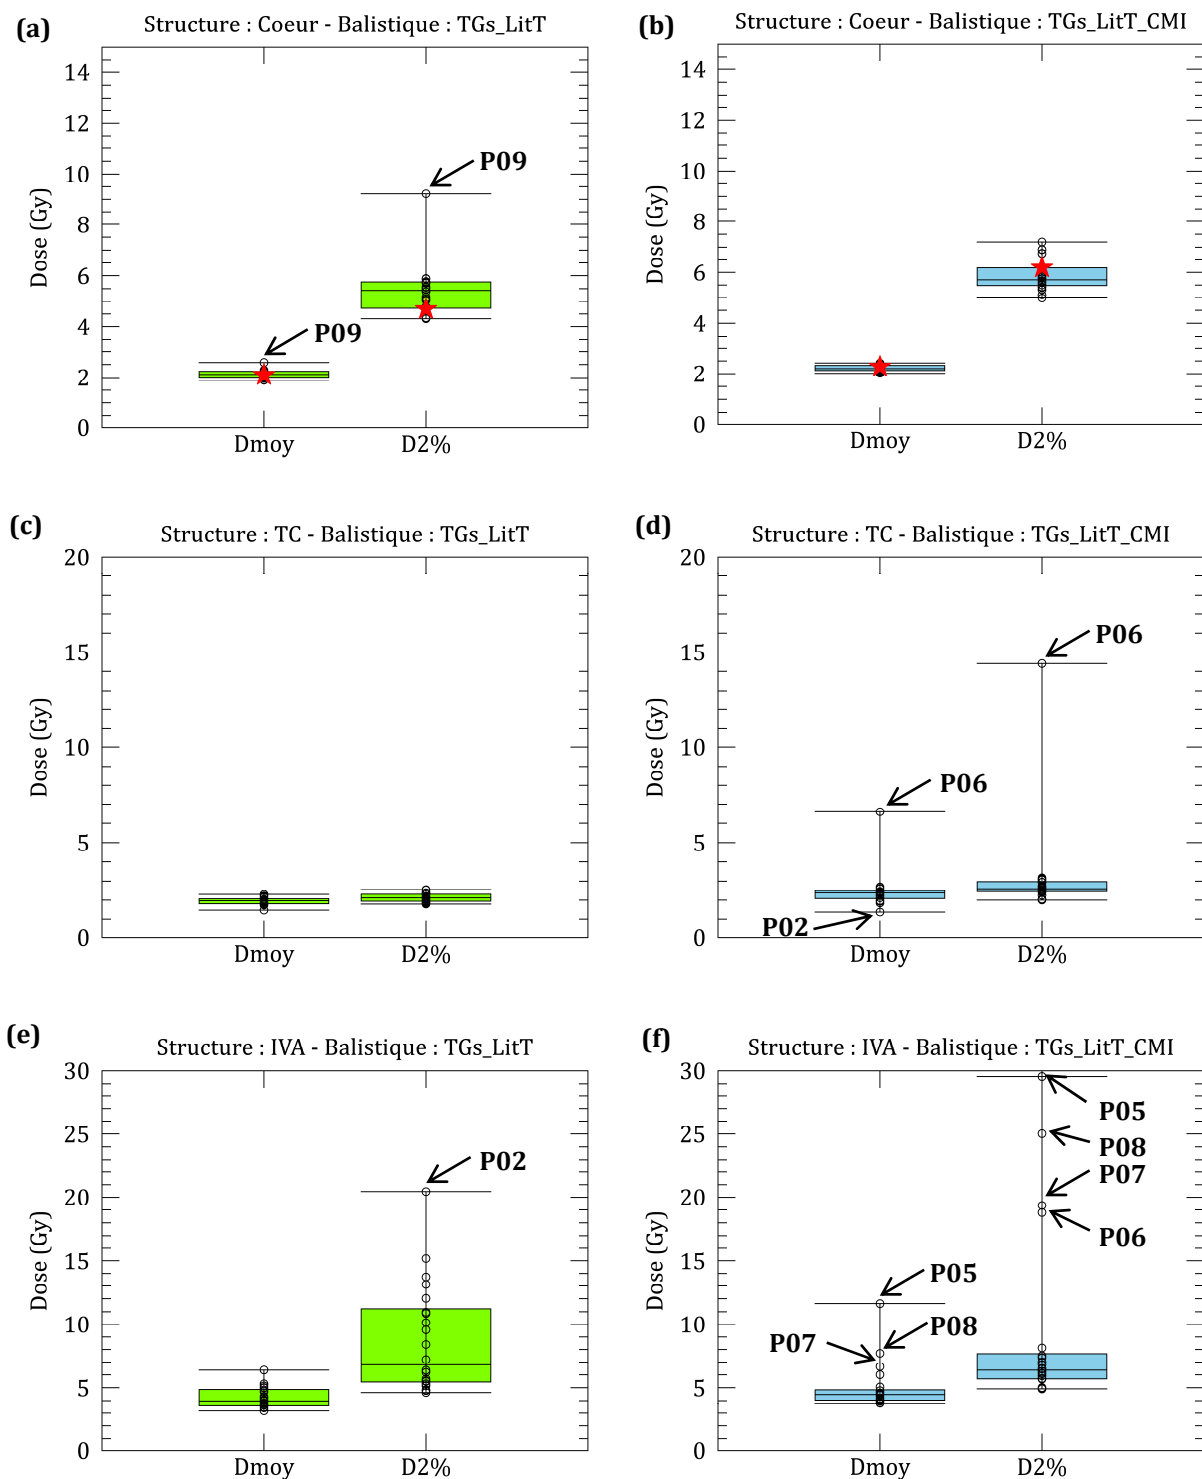 (a) Structure : Coeur - Balistique : TGs_LitT
Dose (Gy)
14
12
10
8
6
4
2
0
P09
P09
Dmoy D2%
(b) Structure : Coeur - Balistique : TGs_LitT_CMI
Dose (Gy)
14
12
10
8
6
4
2
0
Dmoy D2%
(c) Structure : TC - Balistique : TGs_LitT
Dose (Gy)
20
15
10
5
0
Dmoy D2%
(d) Structure : TC - Balistique : TGs_LitT_CMI
Dose (Gy)
20
15
10
5
0
P06
P06
P02
Dmoy D2%
(e) Structure : IVA - Balistique : TGs_LitT
Dose (Gy)
30
25
20
15
10
5
0
P02
Dmoy D2%
(f) Structure : IVA - Balistique : TGs_LitT_CMI
Dose (Gy)
30
25
20
15
10
5
0
P05
P08
P07
P06
P05
P08
P07
Dmoy D2%